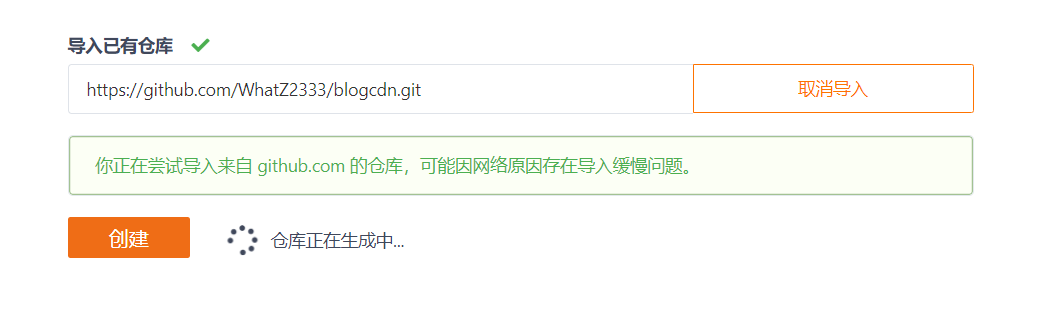 导入已有仓库
https://github.com/WhatZ2333/blogcdn.git 取消导入
你正在尝试导入来自 github.com 的仓库，可能因网络原因存在导入缓慢问题。
创建 仓库正在生成中...